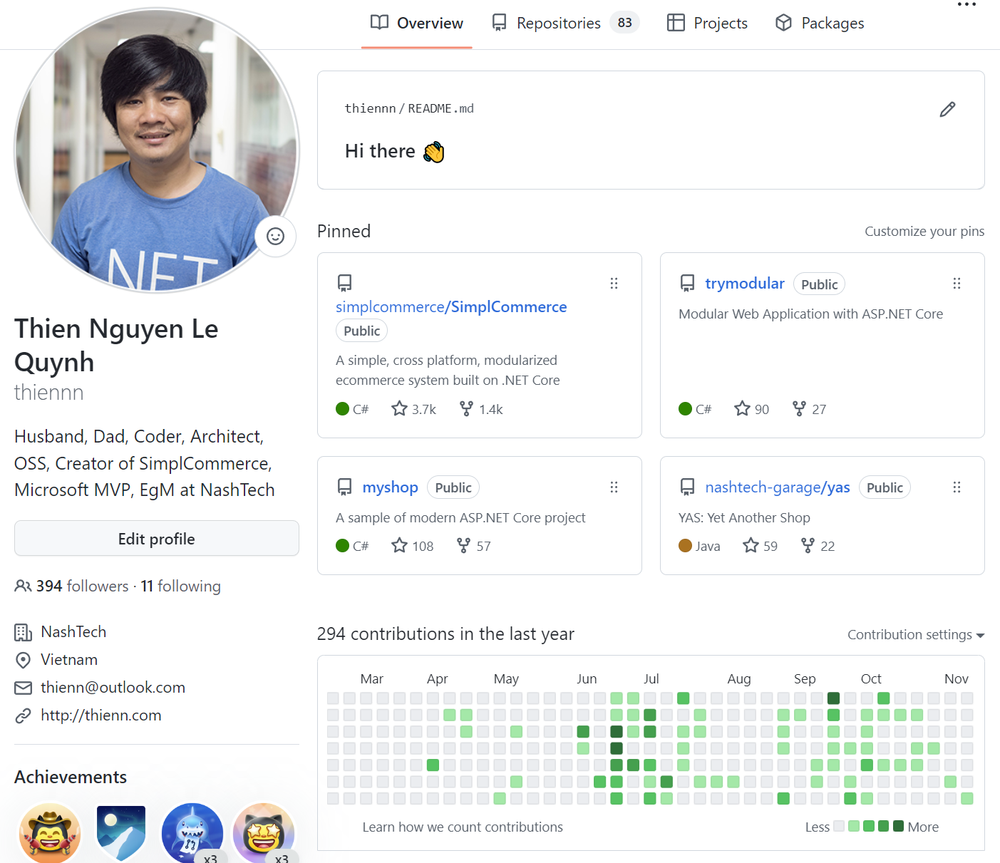 Overview
Repositories 83
Projects
Packages
thiennn/README.md
Hi there 👋
NET
Thien Nguyen Le
Quynh
thiennn
Husband, Dad, Coder, Architect,
OSS, Creator of SimplCommerce,
Microsoft MVP, EgM at NashTech
Edit profile
394 followers · 11 following
NashTech
Vietnam
thienn@outlook.com
http://thienn.com
Achievements
x3
x3
Pinned
Customize your pins
simplcommerce/SimplCommerce
Public
A simple, cross platform, modularized
ecommerce system built on .NET Core
C# 3.7k 1.4k
trymodular Public
Modular Web Application with ASP.NET Core
C# 90 27
myshop Public
A sample of modern ASP.NET Core project
C# 108 57
nashtech-garage/yas Public
YAS: Yet Another Shop
Java 59 22
294 contributions in the last year
Contribution settings
Mar Apr May Jun Jul Aug Sep Oct Nov
Learn how we count contributions
Less More